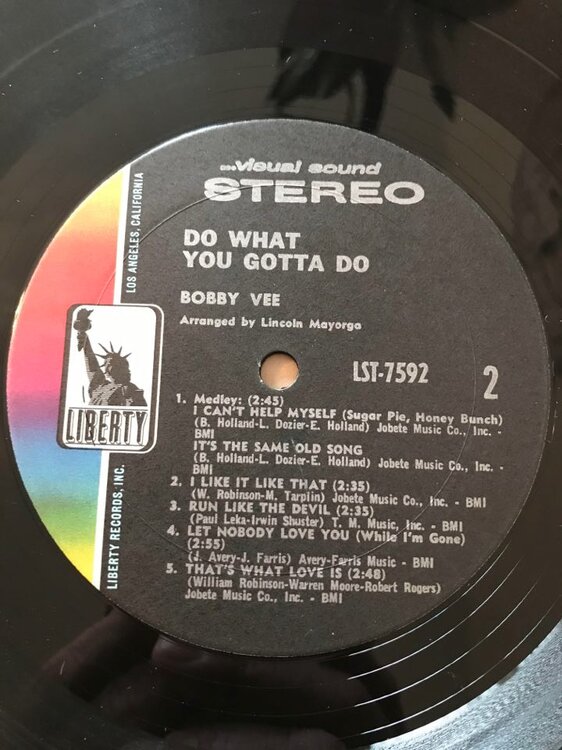 ...visual sound
STEREO
DO WHAT
YOU GOTTA DO
BOBBY VEE
Arranged by Lincoln Mayorga
LST-7592
2
1. Medley: (2:45)
I CAN'T HELP MYSELF (Sugar Pie, Honey Bunch)
(B. Holland-L. Dozier-E. Holland) Jobete Music Co., Inc. -
BMI
IT'S THE SAME OLD SONG
(B. Holland-L. Dozier-E. Holland) Jobete Music Co., Inc. -
BMI
2. I LIKE IT LIKE THAT (2:35)
(W. Robinson-M. Tarplin) Jobete Music Co., Inc. - BMI
3. RUN LIKE THE DEVIL (2:35)
(Paul Leka-Irwin Shuster) T. M. Music, Inc. - BMI
4. LET NOBODY LOVE YOU (While I'm Gone)
(2:55)
(J. Avery-J. Farris) Avery-Farris Music - BMI
5. THAT'S WHAT LOVE IS (2:48)
(William Robinson-Warren Moore-Robert Rogers)
Jobete Music Co., Inc. - BMI
LIBERTY
LIBERTY RECORDS, INC.
LOS ANGELES, CALIFORNIA